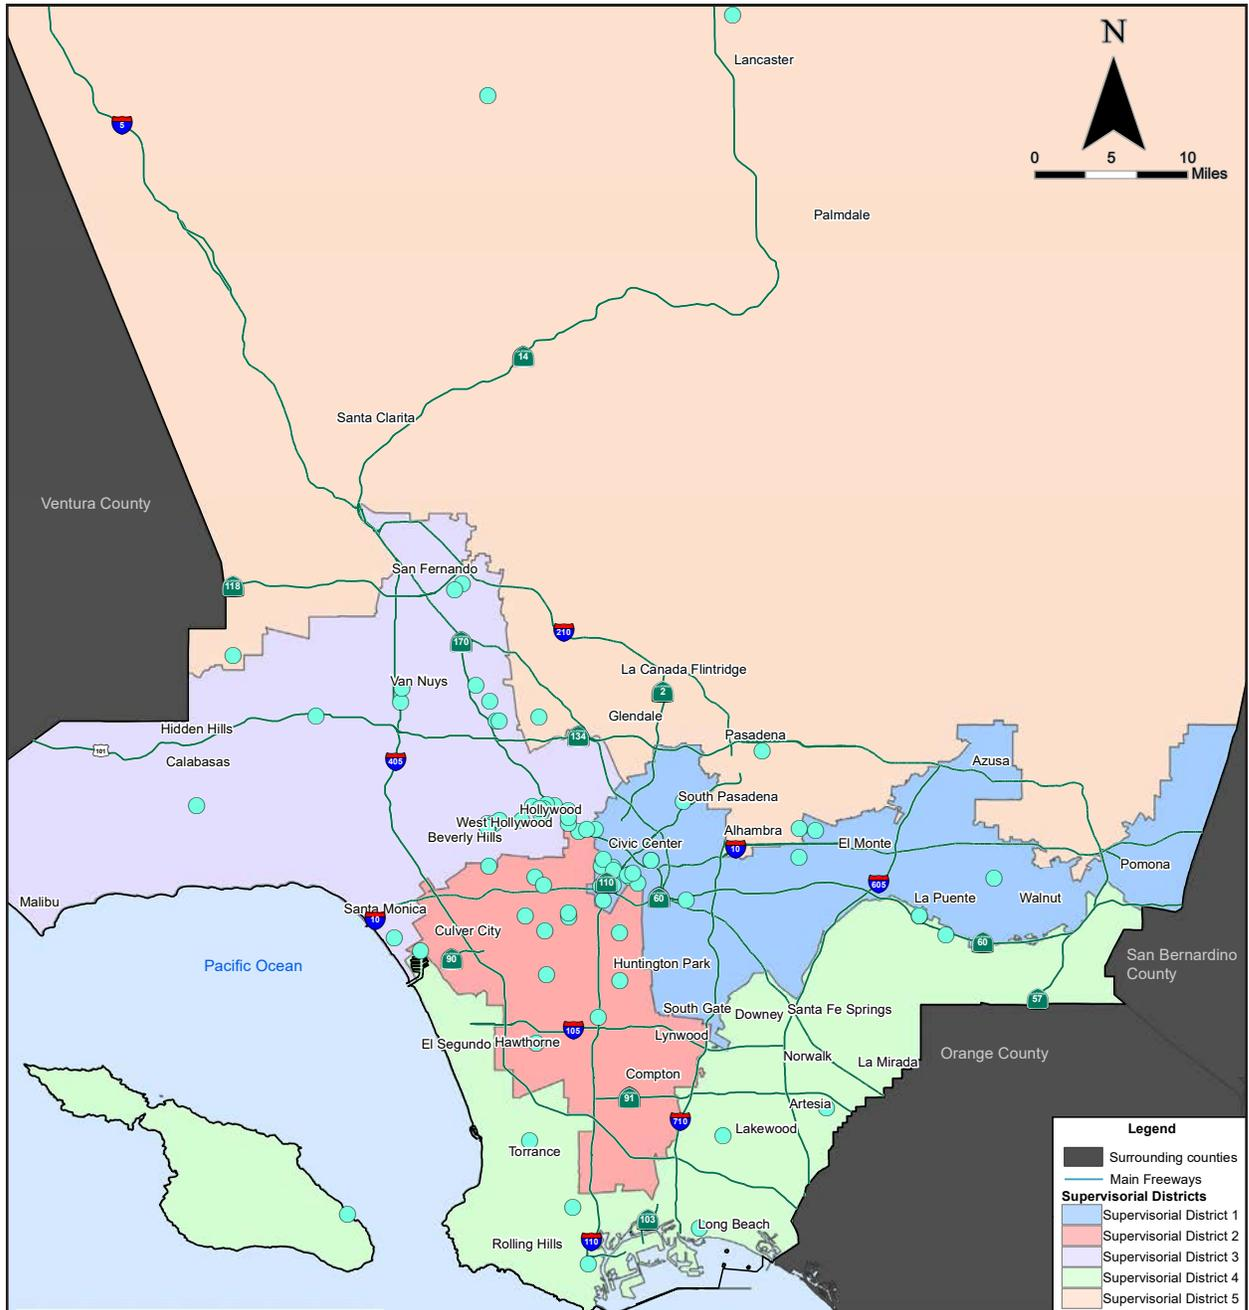 N
Lancaster
5
0 5 10
Miles
Palmdale
14
Santa Clarita
Ventura County
San Fernando
118
210
170
La Canada Flintridge
Van Nuys
2
Glendale
Hidden Hills
134
Pasadena
101
Calabasas
405
Azusa
South Pasadena
Hollywood
West Hollywood
Beverly Hills
Alhambra
Civic Center
10
El Monte
Pomona
110
605
60
La Puente
Walnut
Malibu
Santa Monica
10
Culver City
90
60
Pacific Ocean
Huntington Park
San Bernardino
County
57
South Gate
Downey
Santa Fe Springs
105
Lynwood
El Segundo
Hawthorne
Norwalk
La Mirada
Orange County
Compton
91
Artesia
710
Lakewood
Torrance
103
Long Beach
Rolling Hills
110
Legend
Surrounding counties
Main Freeways
Supervisorial Districts
Supervisorial District 1
Supervisorial District 2
Supervisorial District 3
Supervisorial District 4
Supervisorial District 5